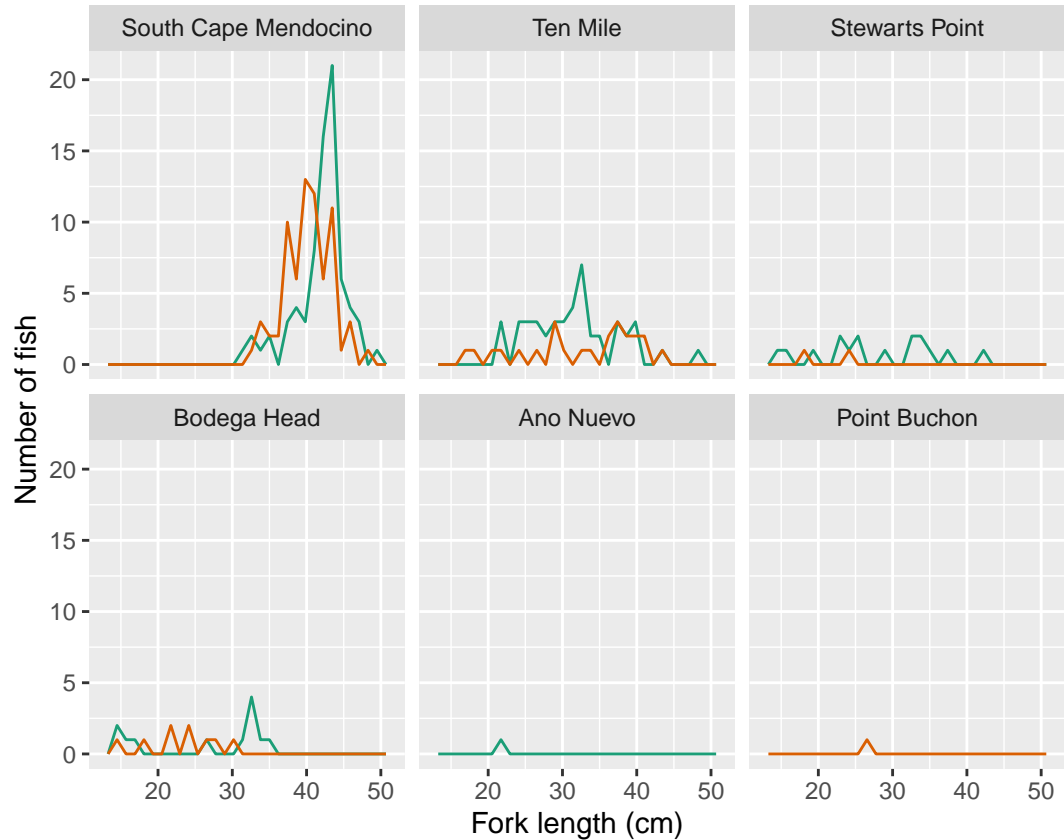 South Cape Mendocino
Ten Mile
Stewarts Point
20
15
10
5
0
Bodega Head
Ano Nuevo
Point Buchon
20
15
10
5
0
20 30 40 50
20 30 40 50
20 30 40 50
Number of fish
Fork length (cm)